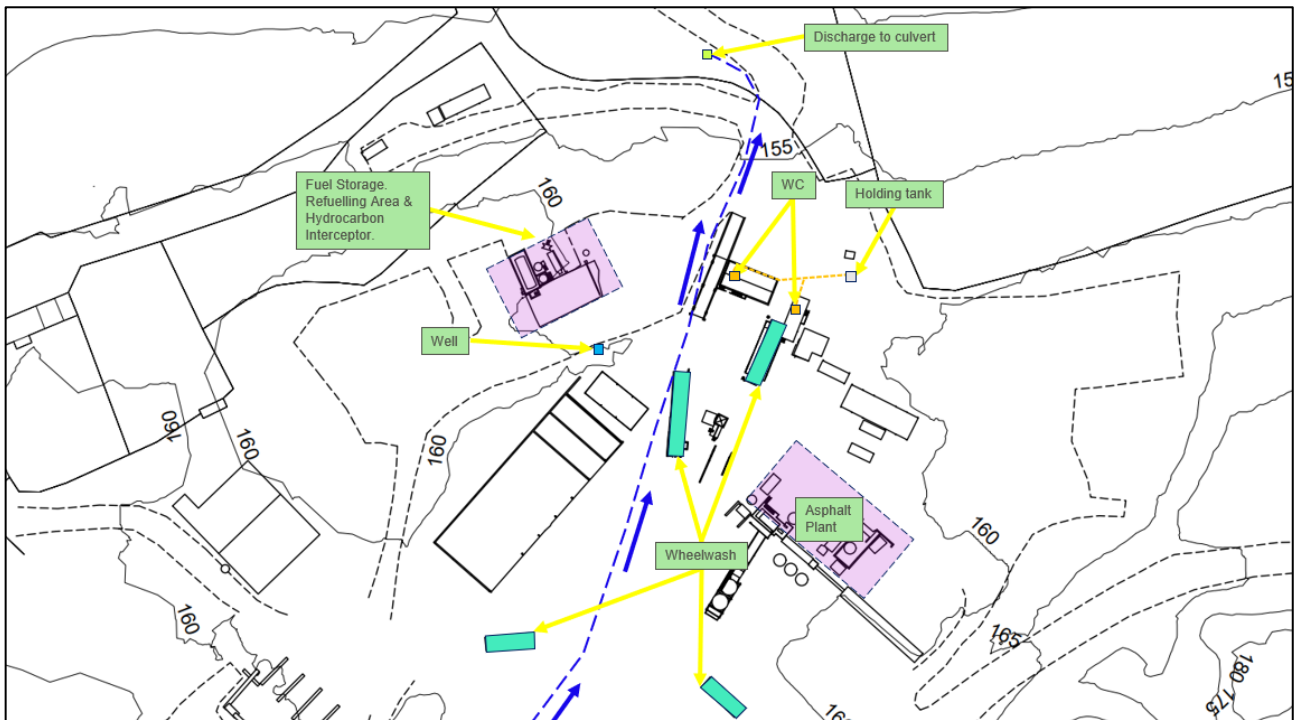 Discharge to culvert
15
155
WC
Holding tank
Fuel Storage.
Refuelling Area &
Hydrocarbon
Interceptor.
160
Well
160
160
160
Asphalt
Plant
160
Wheelwash
160
165
180
175
160